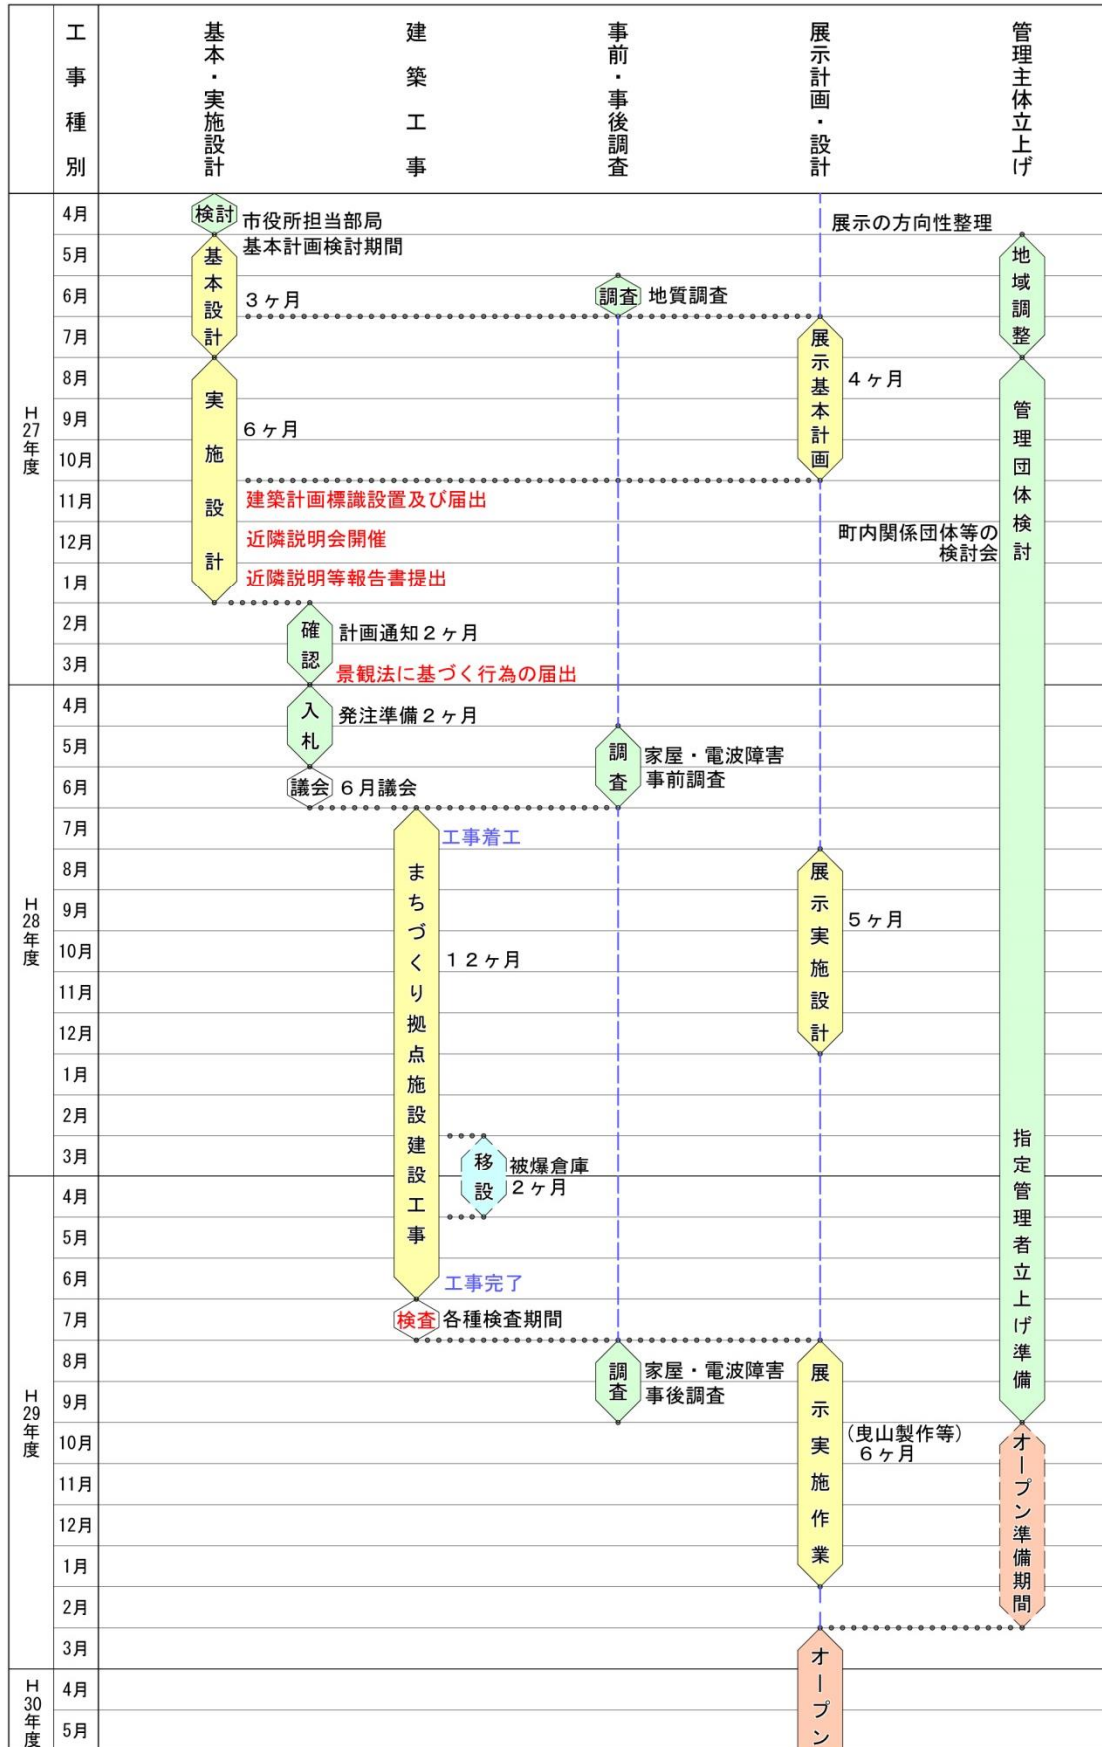 工事種別
基本・実施設計
建築工事
事前・事後調査
展示計画・設計
管理主体立上げ
H27年度
4月
検討
市役所担当部局
基本計画検討期間
展示の方向性整理
5月
基本設計
地域調整
6月
3ヶ月
調査
地質調査
7月
展示基本計画
8月
実施設計
4ヶ月
管理団体検討
9月
6ヶ月
10月
11月
建築計画標識設置及び届出
12月
近隣説明会開催
町内関係団体等の
検討会
1月
近隣説明等報告書提出
2月
確認
計画通知2ヶ月
3月
景観法に基づく行為の届出
H28年度
4月
入札
発注準備2ヶ月
5月
調査
家屋・電波障害
事前調査
6月
議会
6月議会
7月
工事着工
まちづくり拠点施設建設工事
8月
展示実施設計
9月
5ヶ月
10月
12ヶ月
11月
12月
1月
2月
3月
移設
被爆倉庫
2ヶ月
指定管理者立上げ準備
H29年度
4月
5月
6月
工事完了
7月
検査
各種検査期間
8月
調査
家屋・電波障害
事後調査
展示実施作業
9月
10月
(曳山製作等)
6ヶ月
オープン準備期間
11月
12月
1月
2月
3月
オープン
H30年度
4月
5月